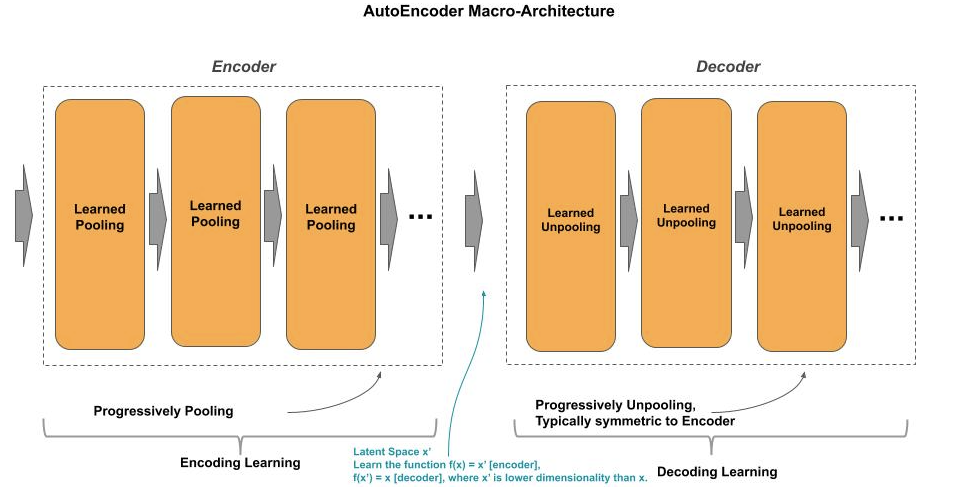 AutoEncoder Macro-Architecture
Encoder
Decoder
Learned
Pooling
Learned
Pooling
Learned
Pooling
...
Learned
Unpooling
Learned
Unpooling
Learned
Unpooling
...
Progressively Pooling
Progressively Unpooling,
Typically symmetric to Encoder
Encoding Learning
Latent Space x'
Learn the function f(x) = x' [encoder],
f(x') = x [decoder], where x' is lower dimensionality than x.
Decoding Learning